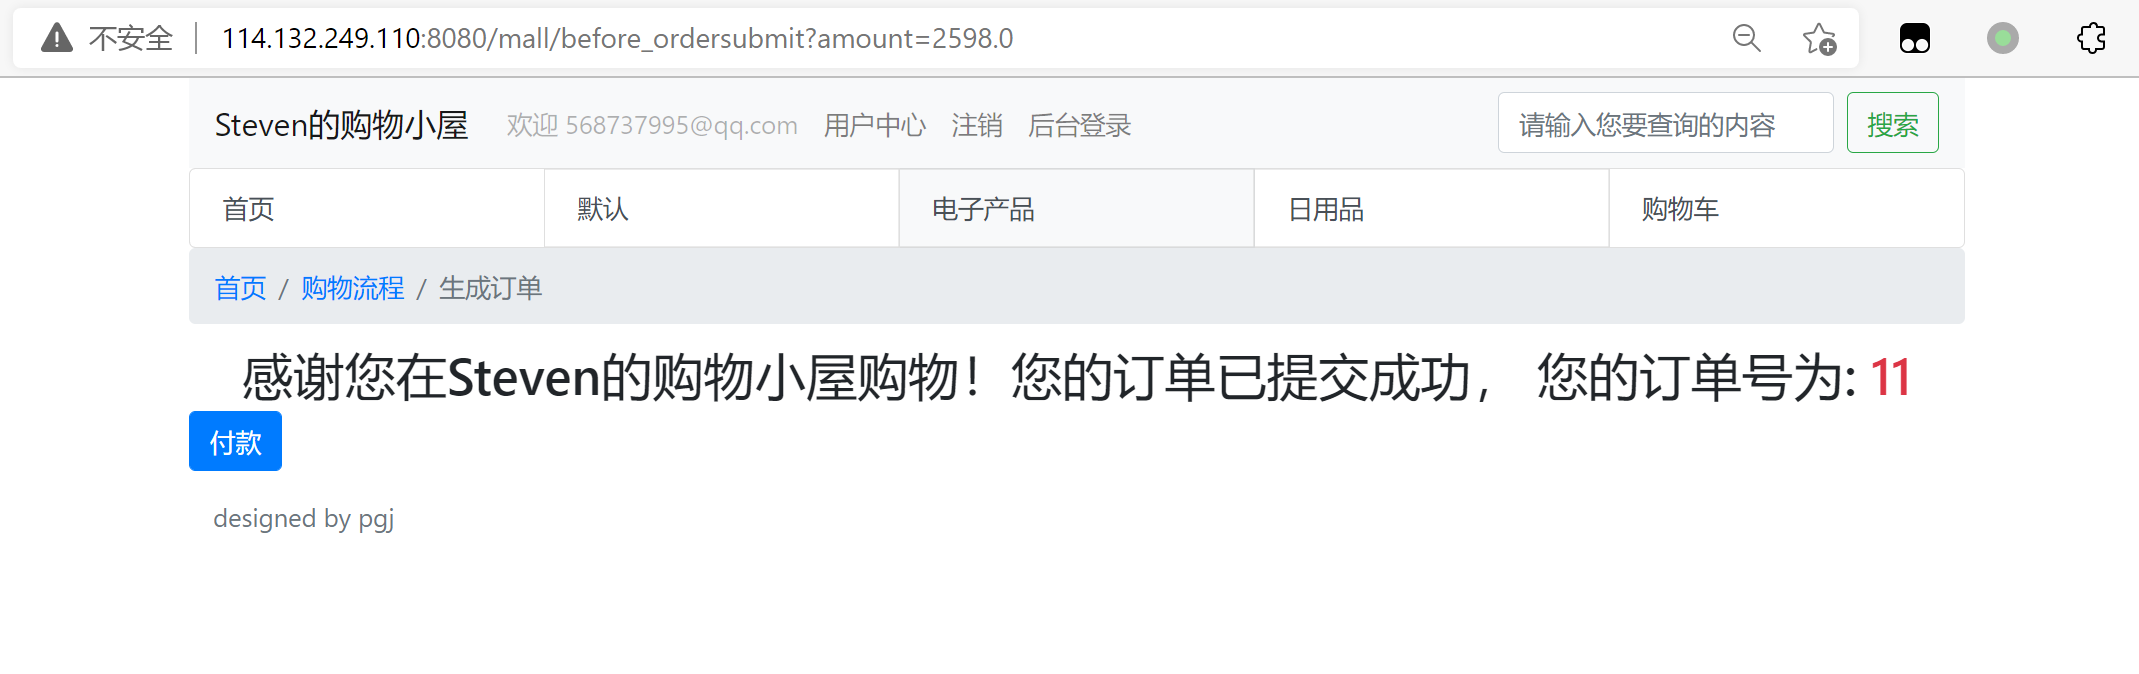 不安全 114.132.249.110:8080/mall/before_ordersubmit?amount=2598.0
Steven的购物小屋 欢迎 568737995@qq.com 用户中心 注销 后台登录 请输入您要查询的内容 搜索
首页 默认 电子产品 日用品 购物车
首页 / 购物流程 / 生成订单
感谢您在Steven的购物小屋购物！您的订单已提交成功， 您的订单号为: 11
付款
designed by pgj